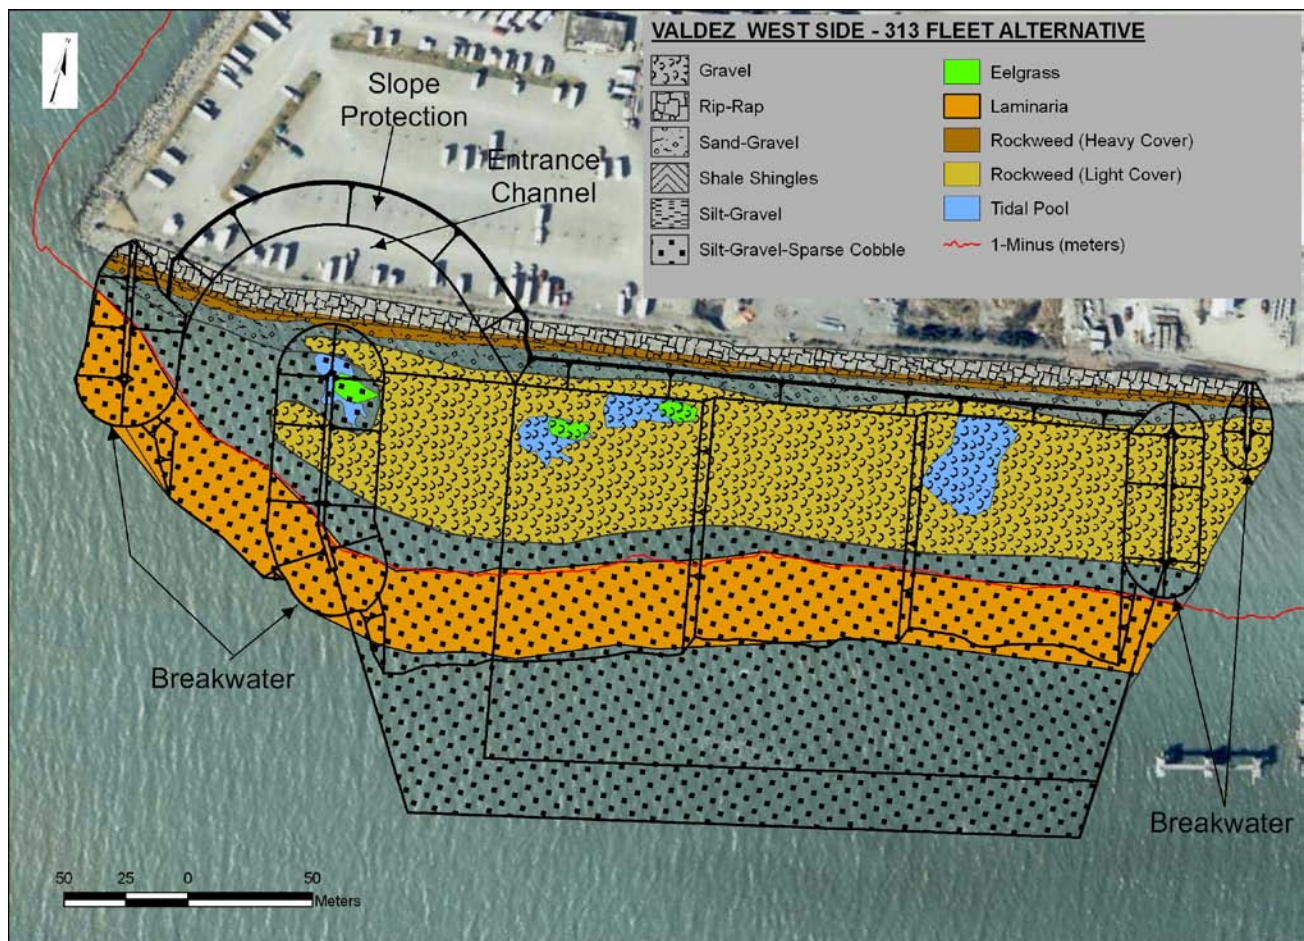 VALDEZ WEST SIDE - 313 FLEET ALTERNATIVE
Gravel
Rip-Rap
Sand-Gravel
Shale Shingles
Silt-Gravel
Silt-Gravel-Sparse Cobble
Eelgrass
Laminaria
Rockweed (Heavy Cover)
Rockweed (Light Cover)
Tidal Pool
1-Minus (meters)
Slope
Protection
Entrance
Channel
Breakwater
Breakwater
50 25 0 50
Meters